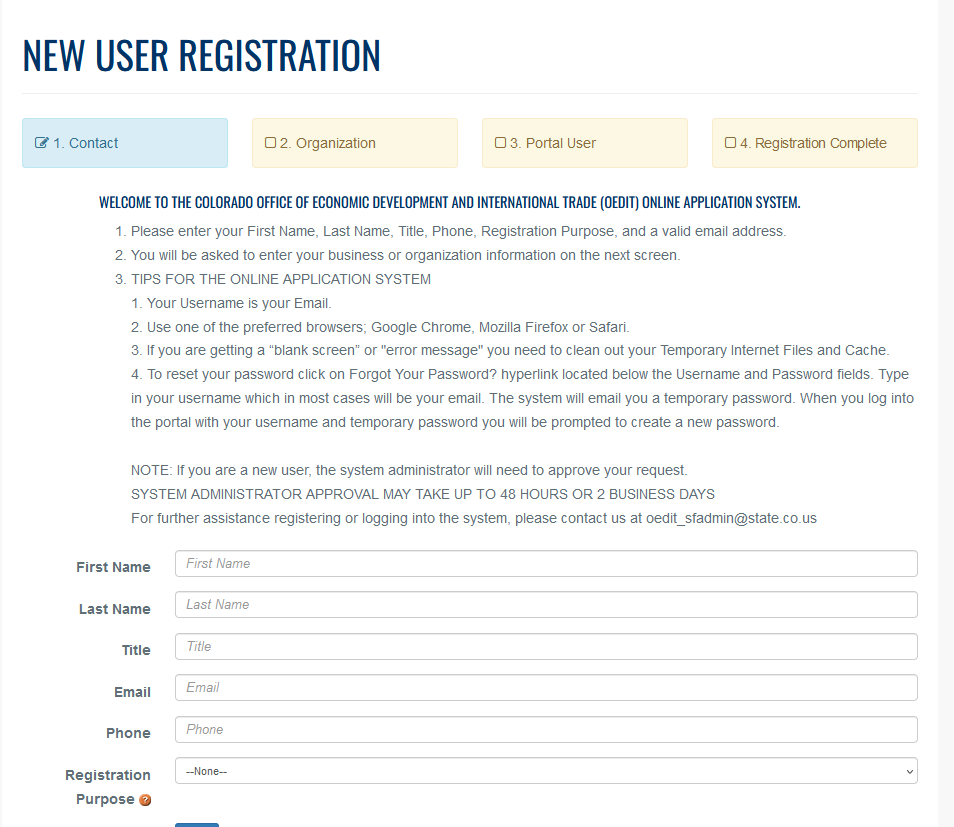 NEW USER REGISTRATION
1. Contact
2. Organization
3. Portal User
4. Registration Complete
WELCOME TO THE COLORADO OFFICE OF ECONOMIC DEVELOPMENT AND INTERNATIONAL TRADE (OEDIT) ONLINE APPLICATION SYSTEM.
1. Please enter your First Name, Last Name, Title, Phone, Registration Purpose, and a valid email address.
2. You will be asked to enter your business or organization information on the next screen.
3. TIPS FOR THE ONLINE APPLICATION SYSTEM
1. Your Username is your Email.
2. Use one of the preferred browsers; Google Chrome, Mozilla Firefox or Safari.
3. If you are getting a “blank screen” or "error message" you need to clean out your Temporary Internet Files and Cache.
4. To reset your password click on Forgot Your Password? hyperlink located below the Username and Password fields. Type
in your username which in most cases will be your email. The system will email you a temporary password. When you log into
the portal with your username and temporary password you will be prompted to create a new password.
NOTE: If you are a new user, the system administrator will need to approve your request.
SYSTEM ADMINISTRATOR APPROVAL MAY TAKE UP TO 48 HOURS OR 2 BUSINESS DAYS
For further assistance registering or logging into the system, please contact us at oedit_sfadmin@state.co.us
First Name First Name
Last Name Last Name
Title Title
Email Email
Phone Phone
Registration --None--
Purpose ?